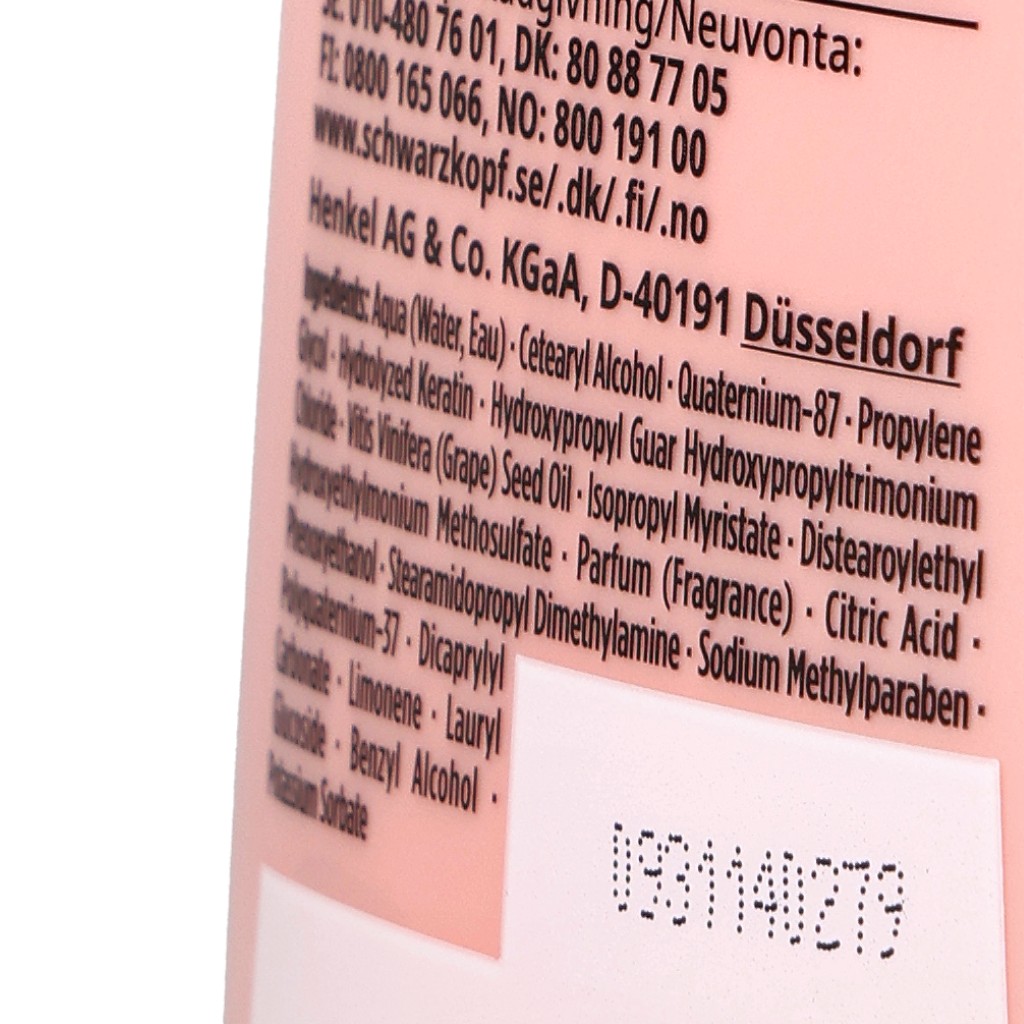 /Neuvonta:
SE: 010-480 76 01, DK: 80 88 77 05
FI: 0800 165 066, NO: 800 191 00
www.schwarzkopf.se/.dk/.fi/.no
Henkel AG & Co. KGaA, D-40191 Düsseldorf
Ingredients: Aqua (Water, Eau) · Cetearyl Alcohol · Quaternium-87 · Propylene
Glycol · Hydrolyzed Keratin · Hydroxypropyl Guar Hydroxypropyltrimonium
Chloride · Vitis Vinifera (Grape) Seed Oil · Isopropyl Myristate · Distearoylethyl
Hydroxyethylmonium Methosulfate · Parfum (Fragrance) · Citric Acid ·
Phenoxyethanol · Stearamidopropyl Dimethylamine · Sodium Methylparaben ·
Polyquaternium-37 · Dicaprylyl
Carbonate · Limonene · Lauryl
Glucoside · Benzyl Alcohol ·
Potassium Sorbate
0931140279